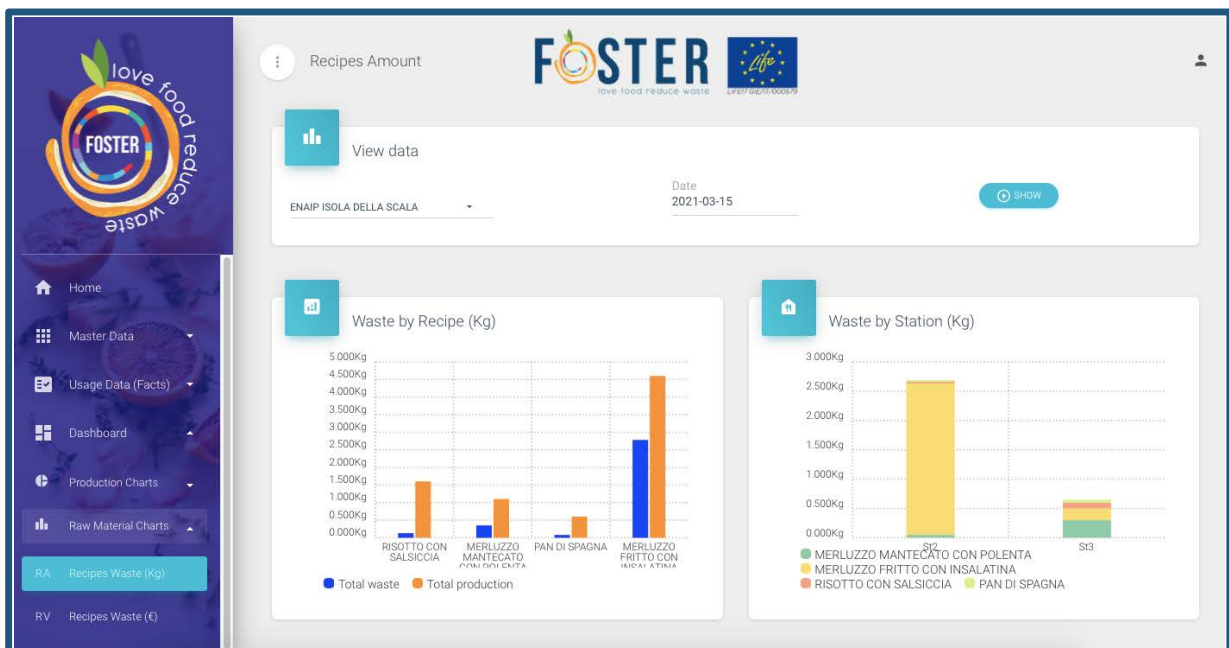 love food reduce waste
FOSTER
Home
Master Data
Usage Data (Facts)
Dashboard
Production Charts
Raw Material Charts
RA Recipes Waste (Kg)
RV Recipes Waste (€)
Recipes Amount
FOSTER
love food reduce waste
Life
View data
ENAIP ISOLA DELLA SCALA
Date
2021-03-15
SHOW
Waste by Recipe (Kg)
5.000Kg
4.500Kg
4.000Kg
3.500Kg
3.000Kg
2.500Kg
2.000Kg
1.500Kg
1.000Kg
0.500Kg
0.000Kg
RISOTTO CON
SALSICCIA
MERLUZZO
MANTECATO
CON POLENTA
PAN DI SPAGNA
MERLUZZO
FRITTO CON
INSALATINA
Total waste Total production
Waste by Station (Kg)
3.000Kg
2.500Kg
2.000Kg
1.500Kg
1.000Kg
0.500Kg
0.000Kg
St2 St3
MERLUZZO MANTECATO CON POLENTA
MERLUZZO FRITTO CON INSALATINA
RISOTTO CON SALSICCIA PAN DI SPAGNA